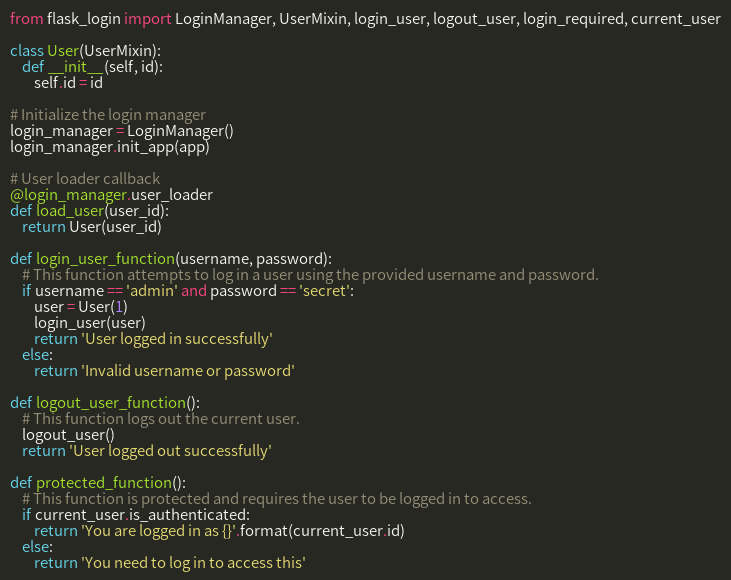 from flask_login import LoginManager, UserMixin, login_user, logout_user, login_required, current_user

class User(UserMixin):
    def __init__(self, id):
        self.id = id

# Initialize the login manager
login_manager = LoginManager()
login_manager.init_app(app)

# User loader callback
@login_manager.user_loader
def load_user(user_id):
    return User(user_id)

def login_user_function(username, password):
    # This function attempts to log in a user using the provided username and password.
    if username == 'admin' and password == 'secret':
        user = User(1)
        login_user(user)
        return 'User logged in successfully'
    else:
        return 'Invalid username or password'

def logout_user_function():
    # This function logs out the current user.
    logout_user()
    return 'User logged out successfully'

def protected_function():
    # This function is protected and requires the user to be logged in to access.
    if current_user.is_authenticated:
        return 'You are logged in as {}'.format(current_user.id)
    else:
        return 'You need to log in to access this'